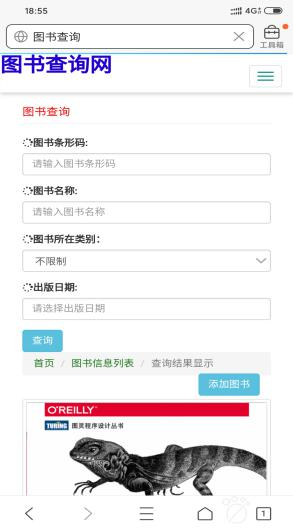 18:55
4G
图书查询
工具箱
图书查询网
图书查询
图书条形码:
请输入图书条形码
图书名称:
请输入图书名称
图书所在类别:
不限制
出版日期:
请选择出版日期
查询
首页 / 图书信息列表 / 查询结果显示
添加图书
O'REILLY
TURING 图灵程序设计丛书
1